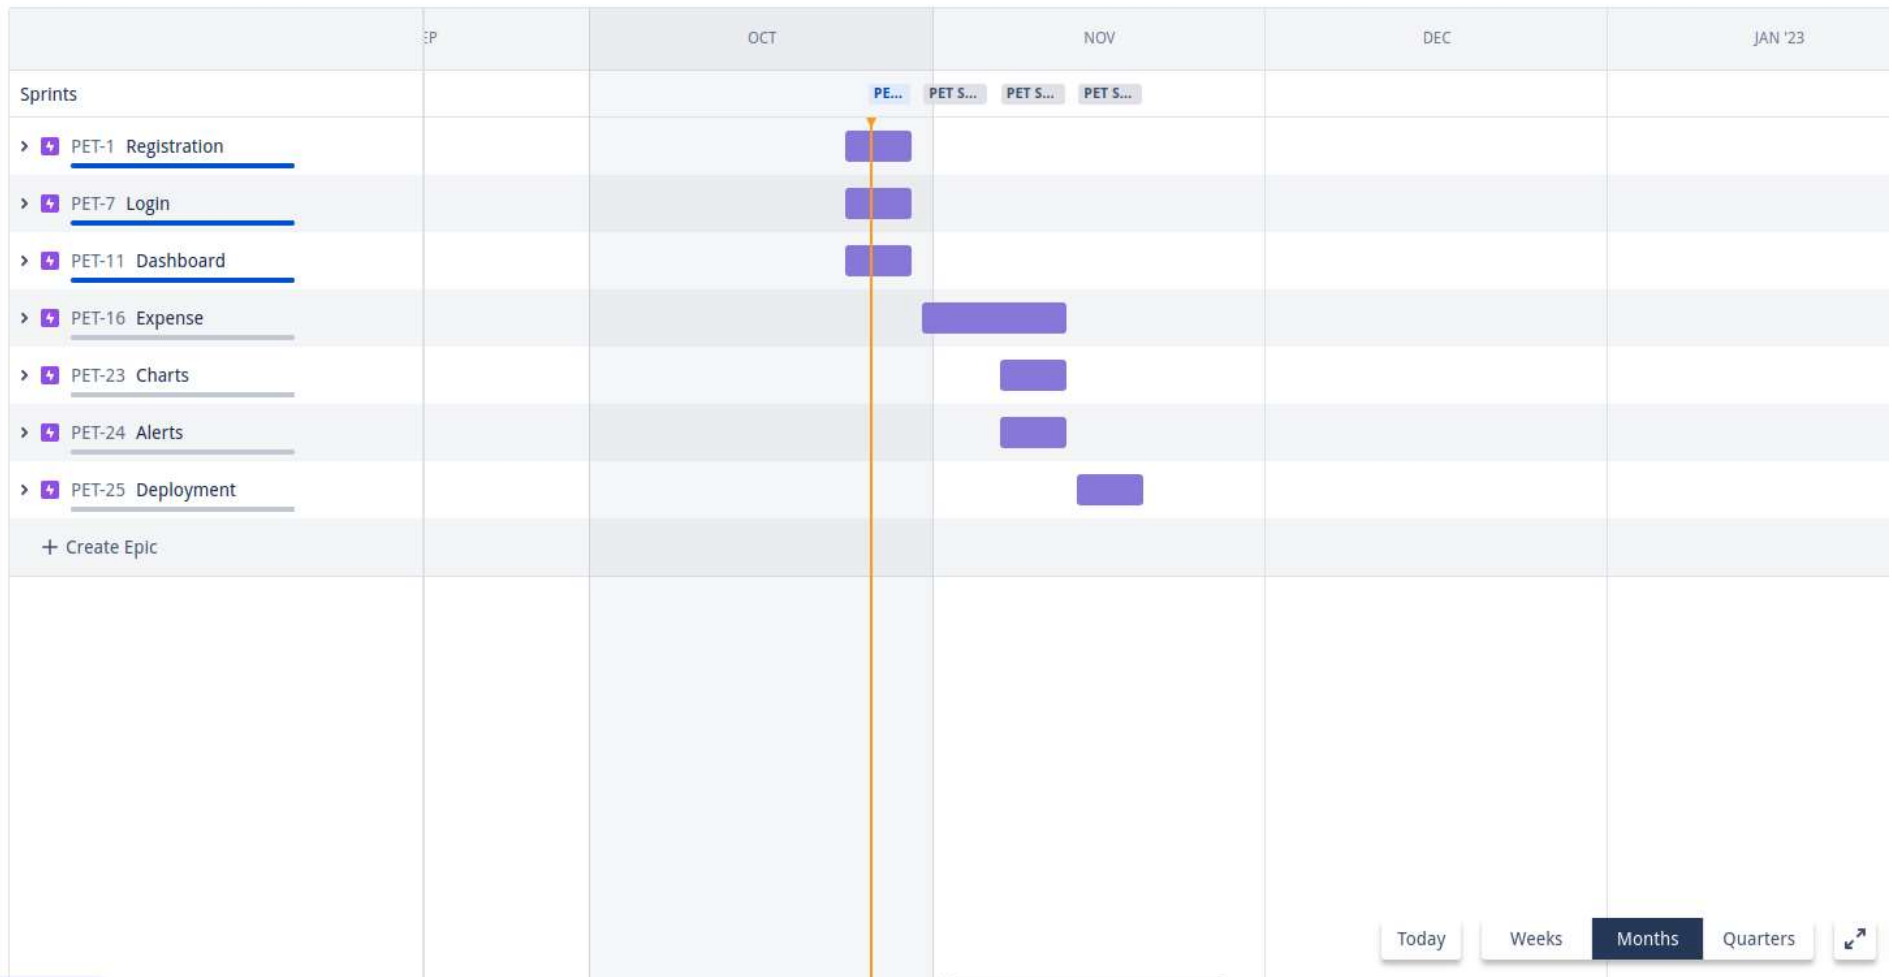 EP OCT NOV DEC JAN '23
Sprints PE... PET S... PET S... PET S...
PET-1 Registration
PET-7 Login
PET-11 Dashboard
PET-16 Expense
PET-23 Charts
PET-24 Alerts
PET-25 Deployment
+ Create Epic
Today Weeks Months Quarters